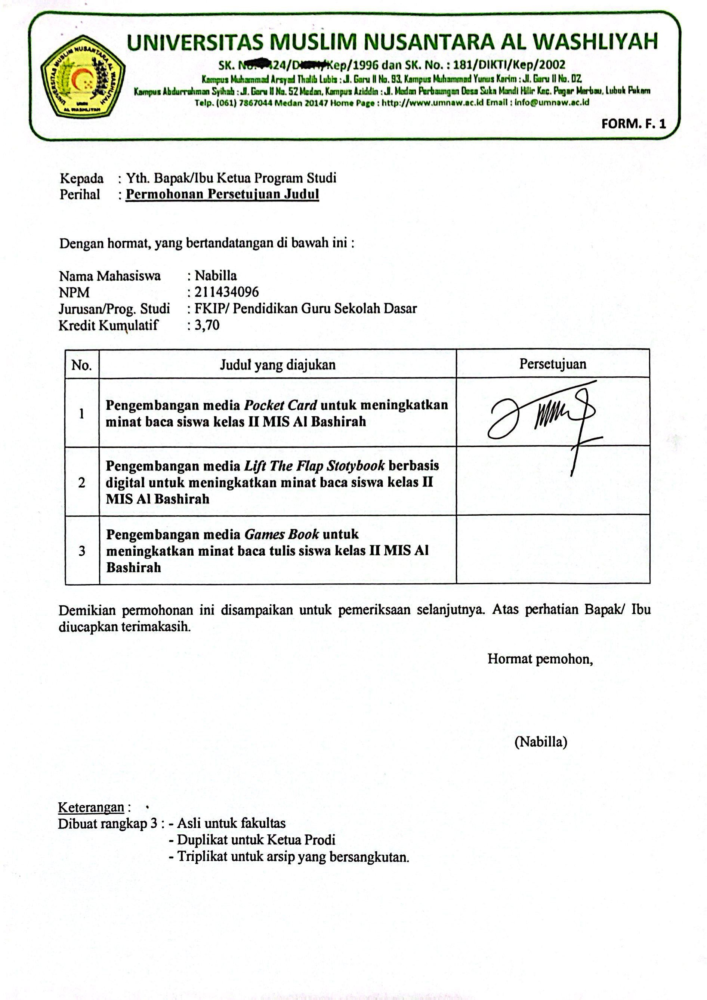 UNIVERSITAS MUSLIM NUSANTARA AL WASHLIYAH
UNIVERSITAS MUSLIM NUSANTARA AL WASHLIYAH
UMN
AL WASHLIYAH
SK. 24/ Kep/1996 dan SK. No. : 181/DIKTI/Kep/2002
Kampus Muhammad Arsyad Thalib Lubis : Jl. Garu II No. 93, Kampus Muhammad Yunus Karim : Jl. Garu II No. 02,
Kampus Abdurrahman Syihab : Jl. Garu II No. 52 Medan, Kampus Aziddin : Jl. Medan Perbaungan Desa Suka Mandi Hilir Kec. Pagar Merbau, Lubuk Pakam
Telp. (061) 7867044 Medan 20147 Home Page : http://www.umnaw.ac.id Email : info@umnaw.ac.id
FORM. F. 1
Kepada : Yth. Bapak/Ibu Ketua Program Studi
Perihal : Permohonan Persetujuan Judul
Dengan hormat, yang bertandatangan di bawah ini :
Nama Mahasiswa : Nabilla
NPM : 211434096
Jurusan/Prog. Studi : FKIP/ Pendidikan Guru Sekolah Dasar
Kredit Kumulatif : 3,70
No. Judul yang diajukan Persetujuan
1 Pengembangan media Pocket Card untuk meningkatkan
minat baca siswa kelas II MIS Al Bashirah
Pengembangan media Lift The Flap Stotybook berbasis
2 digital untuk meningkatkan minat baca siswa kelas II
MIS Al Bashirah
Pengembangan media Games Book untuk
3 meningkatkan minat baca tulis siswa kelas II MIS Al
Bashirah
Demikian permohonan ini disampaikan untuk pemeriksaan selanjutnya. Atas perhatian Bapak/ Ibu
diucapkan terimakasih.
Hormat pemohon,
(Nabilla)
Keterangan :
Dibuat rangkap 3 : - Asli untuk fakultas
- Duplikat untuk Ketua Prodi
- Triplikat untuk arsip yang bersangkutan.